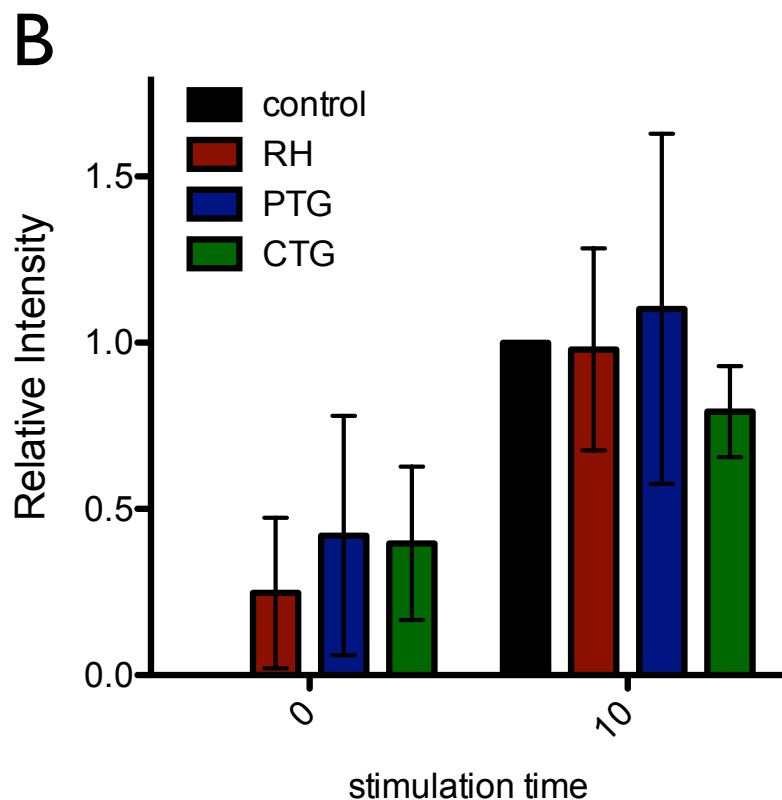 B
control
RH
PTG
CTG
Relative Intensity
1.5
1.0
0.5
0.0
0
10
stimulation time